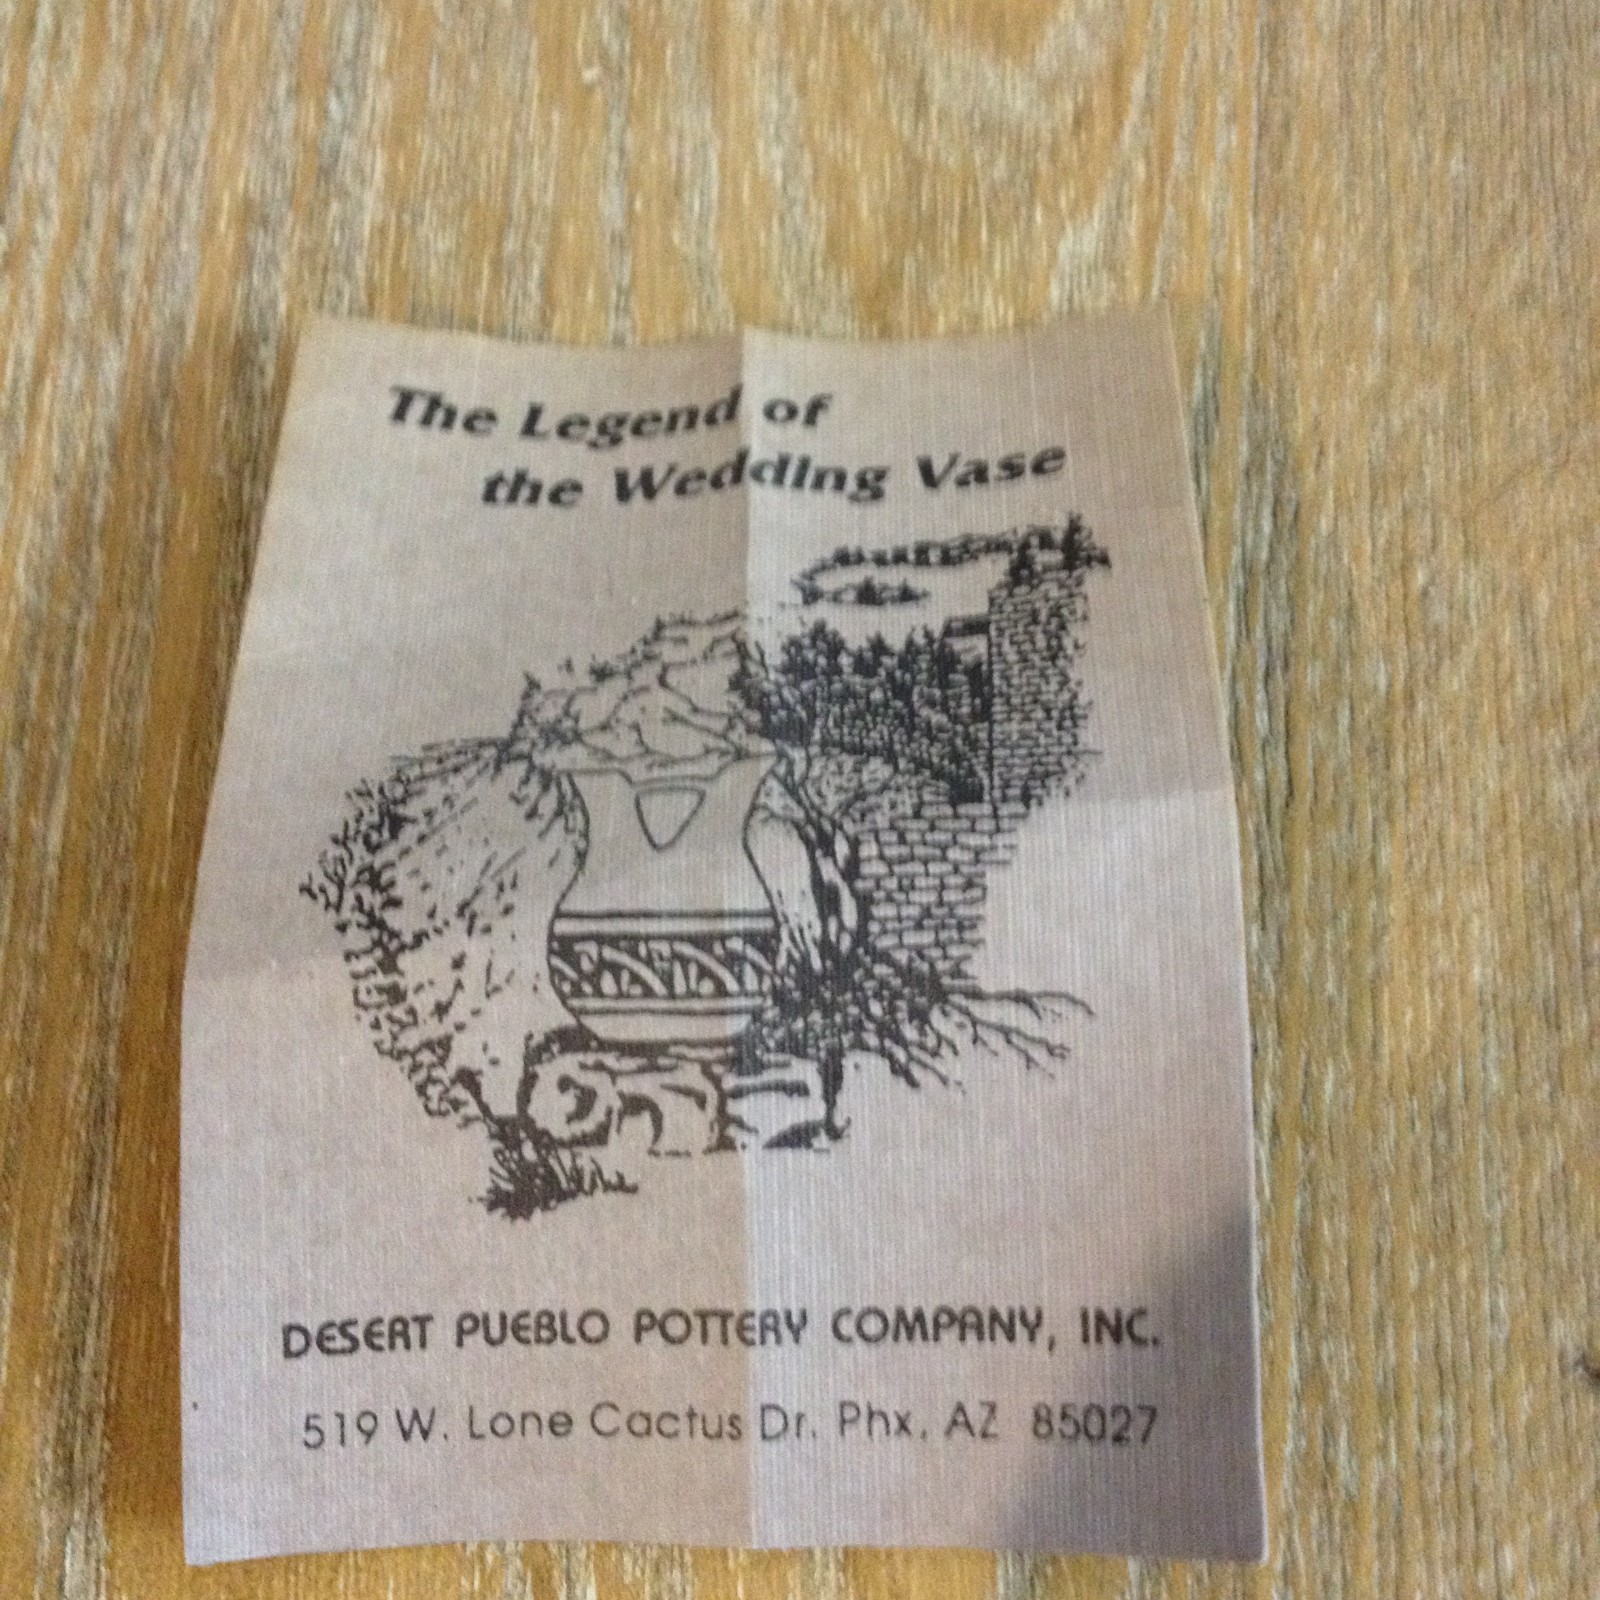 The Legend of
the Wedding Vase
DESERT PUEBLO POTTERY COMPANY, INC.
519 W. Lone Cactus Dr. Phx, AZ 85027